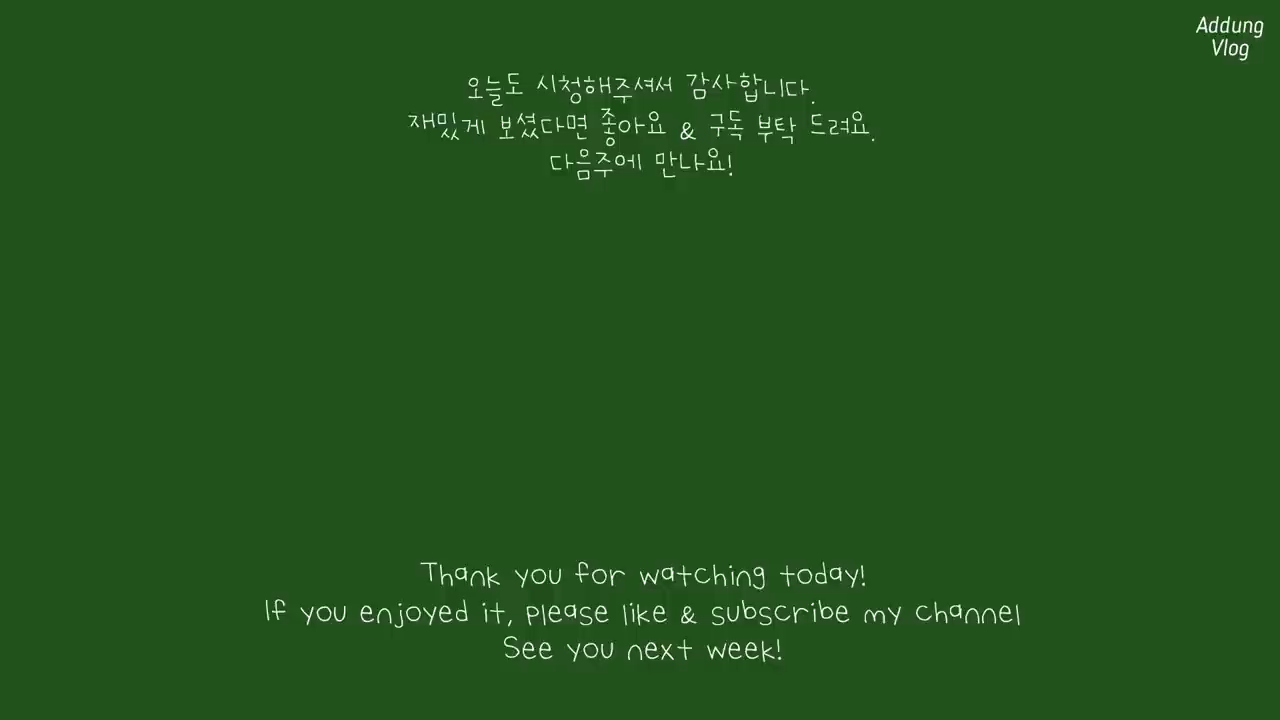 Addung
Vlog
오늘도 시청해주셔서 감사합니다.
재밌게 보셨다면 좋아요 & 구독 부탁 드려요.
다음주에 만나요!
Thank you for watching today!
If you enjoyed it, please like & subscribe my channel
See you next week!